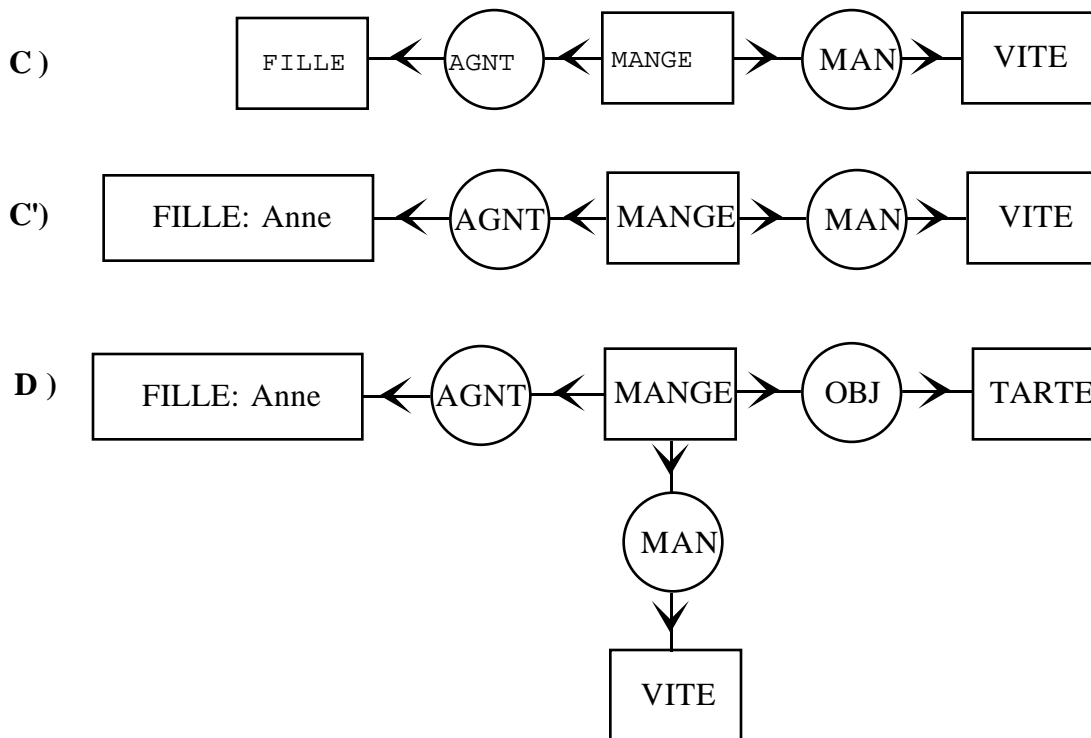 C ) FILLE AGNT MANGE MAN VITE
C') FILLE: Anne AGNT MANGE MAN VITE
D ) FILLE: Anne AGNT MANGE OBJ TARTE
MAN
VITE